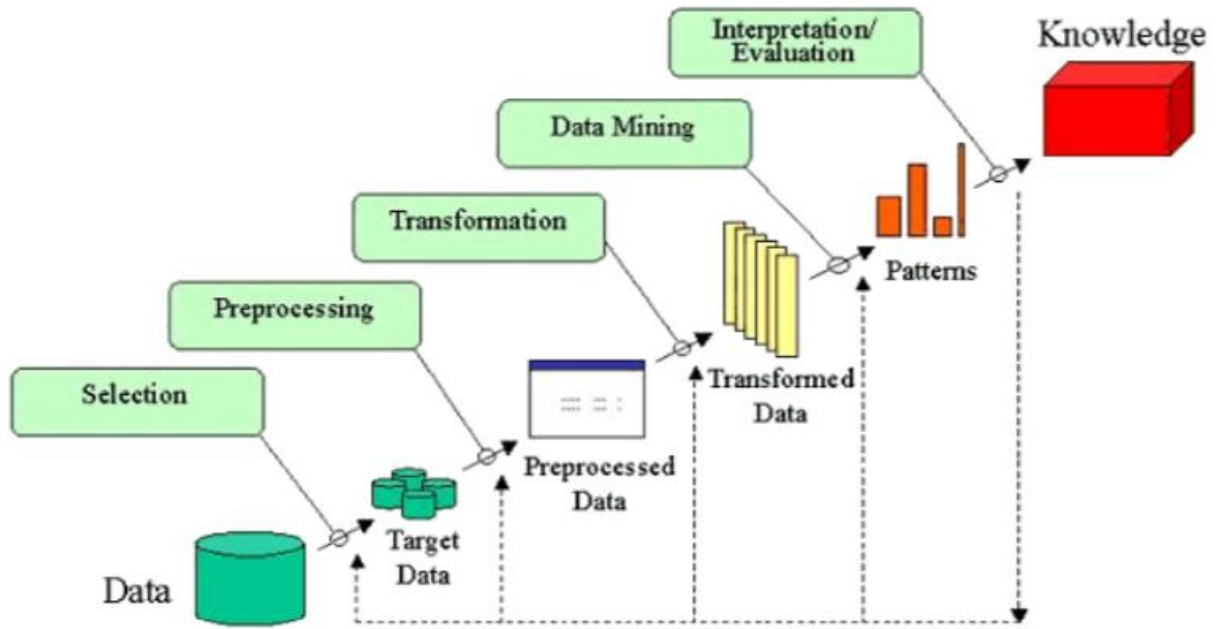 Interpretation/
Evaluation
Knowledge
Data Mining
Transformation
Patterns
Preprocessing
Transformed
Data
Selection
Preprocessed
Data
Target
Data
Data